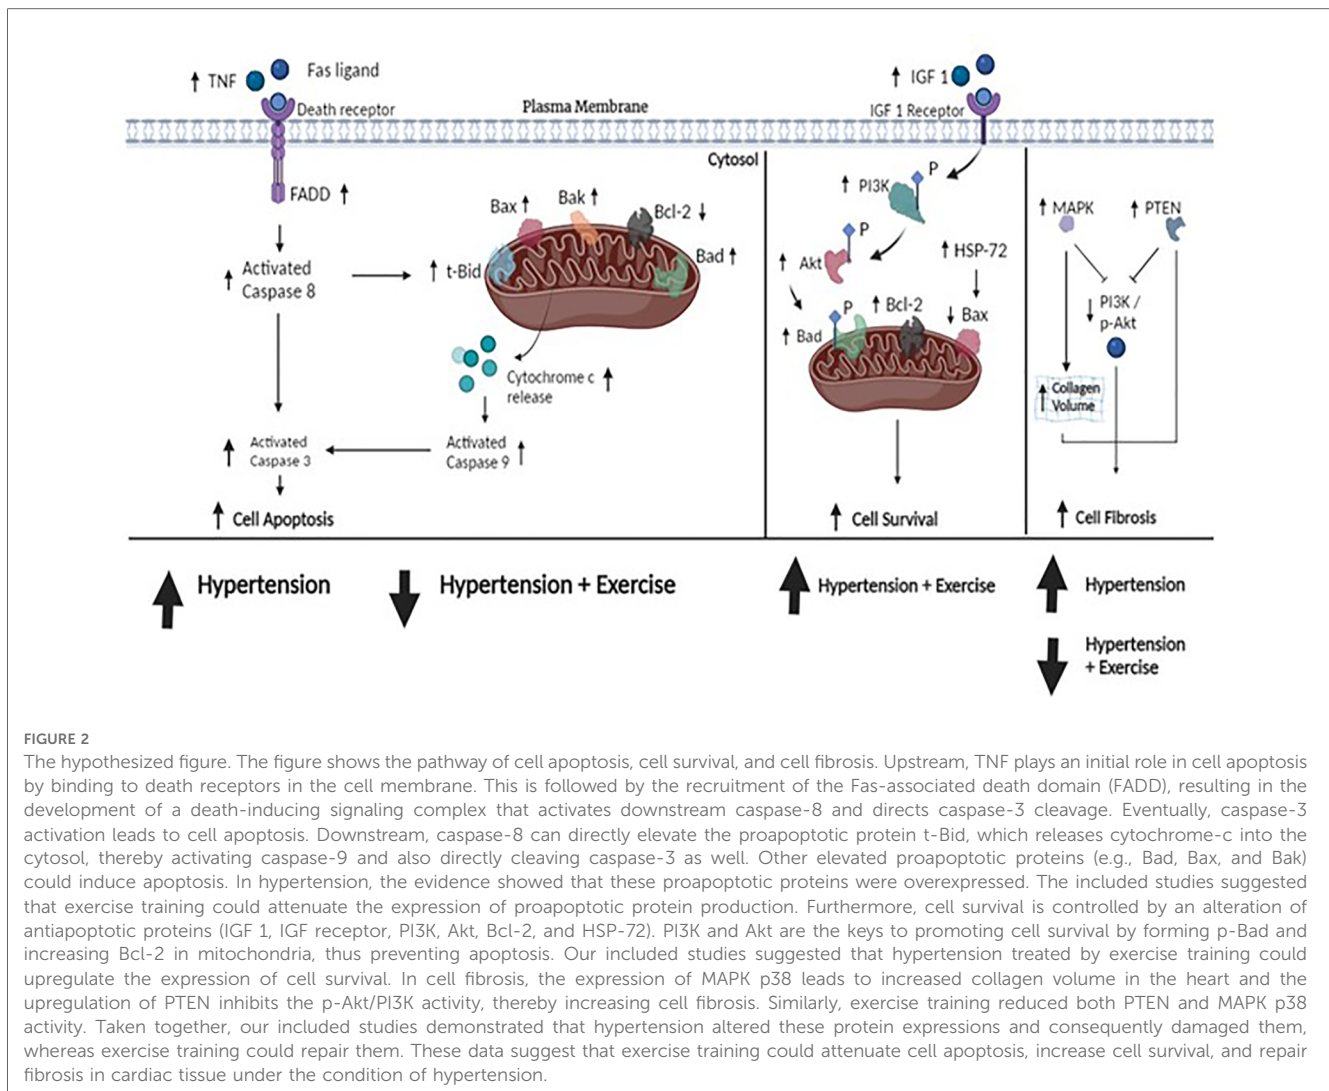 ↑ TNF
Fas ligand
Death receptor
Plasma Membrane
↑ IGF 1
IGF 1 Receptor
Cytosol
FADD ↑
Bax ↑
Bak ↑
Bcl-2 ↓
↑ t-Bid
Bad ↑
↑ Activated
Caspase 8
Cytochrome c ↑
release
↑ Activated
Caspase 3
Activated ↑
Caspase 9
↑ Cell Apoptosis
P
↑ PI3K
P
↑ Akt
↑ HSP-72
P
↑ Bcl-2
↓ Bax
↑ Bad
↑ Cell Survival
↑ MAPK
↑ PTEN
↓ PI3K /
p-Akt
↑ Collagen
Volume
↑ Cell Fibrosis
↑ Hypertension
↓ Hypertension + Exercise
↑ Hypertension + Exercise
↑ Hypertension
↓ Hypertension
+ Exercise
FIGURE 2
The hypothesized figure. The figure shows the pathway of cell apoptosis, cell survival, and cell fibrosis. Upstream, TNF plays an initial role in cell apoptosis
by binding to death receptors in the cell membrane. This is followed by the recruitment of the Fas-associated death domain (FADD), resulting in the
development of a death-inducing signaling complex that activates downstream caspase-8 and directs caspase-3 cleavage. Eventually, caspase-3
activation leads to cell apoptosis. Downstream, caspase-8 can directly elevate the proapoptotic protein t-Bid, which releases cytochrome-c into the
cytosol, thereby activating caspase-9 and also directly cleaving caspase-3 as well. Other elevated proapoptotic proteins (e.g., Bad, Bax, and Bak)
could induce apoptosis. In hypertension, the evidence showed that these proapoptotic proteins were overexpressed. The included studies suggested
that exercise training could attenuate the expression of proapoptotic protein production. Furthermore, cell survival is controlled by an alteration of
antiapoptotic proteins (IGF 1, IGF receptor, PI3K, Akt, Bcl-2, and HSP-72). PI3K and Akt are the keys to promoting cell survival by forming p-Bad and
increasing Bcl-2 in mitochondria, thus preventing apoptosis. Our included studies suggested that hypertension treated by exercise training could
upregulate the expression of cell survival. In cell fibrosis, the expression of MAPK p38 leads to increased collagen volume in the heart and the
upregulation of PTEN inhibits the p-Akt/PI3K activity, thereby increasing cell fibrosis. Similarly, exercise training reduced both PTEN and MAPK p38
activity. Taken together, our included studies demonstrated that hypertension altered these protein expressions and consequently damaged them,
whereas exercise training could repair them. These data suggest that exercise training could attenuate cell apoptosis, increase cell survival, and repair
fibrosis in cardiac tissue under the condition of hypertension.